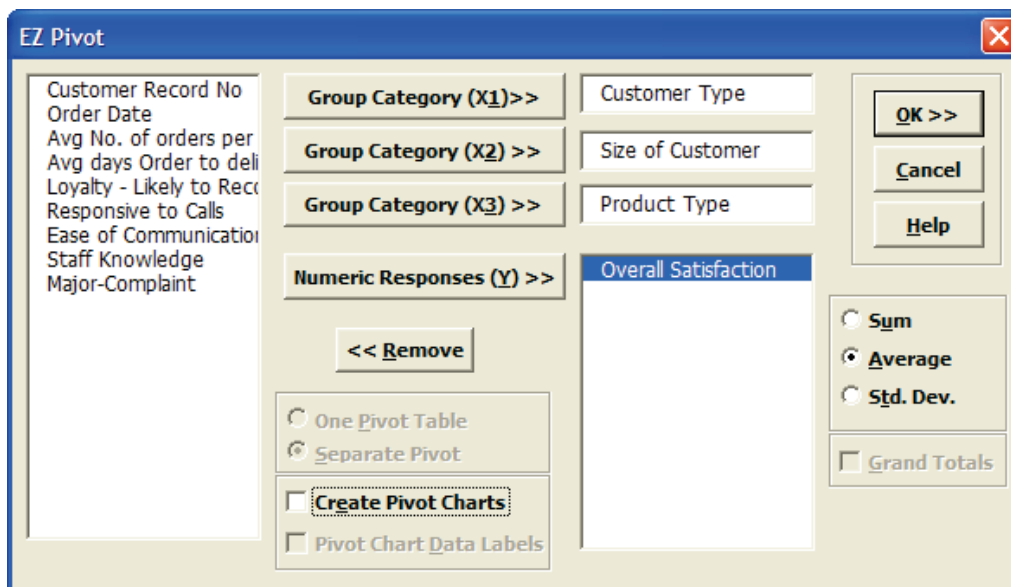 EZ Pivot
Customer Record No
Order Date
Avg No. of orders per
Avg days Order to deli
Loyalty - Likely to Reco
Responsive to Calls
Ease of Communication
Staff Knowledge
Major-Complaint
Group Category (X1)>>
Customer Type
Group Category (X2) >>
Size of Customer
Group Category (X3) >>
Product Type
Numeric Responses (Y) >>
Overall Satisfaction
<< Remove
One Pivot Table
Separate Pivot
Create Pivot Charts
Pivot Chart Data Labels
OK >>
Cancel
Help
Sum
Average
Std. Dev.
Grand Totals